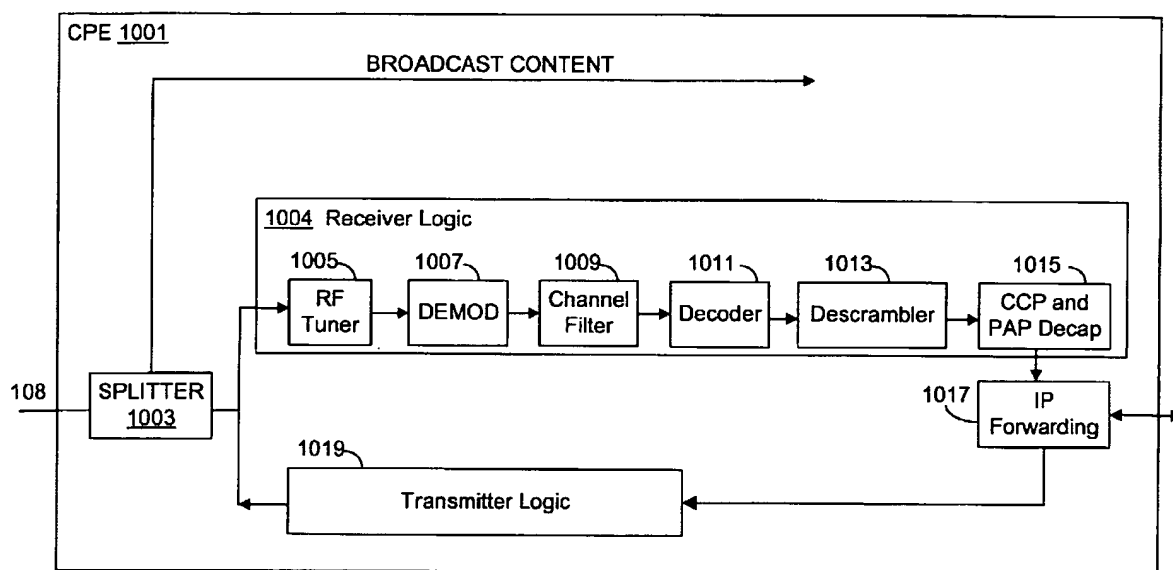 CPE 1001
BROADCAST CONTENT
1004 Receiver Logic
1005
1007
1009
1011
1013
1015
RF
Tuner
DEMOD
Channel
Filter
Decoder
Descrambler
CCP and
PAP Decap
108
SPLITTER
1003
1017
IP
Forwarding
1019
Transmitter Logic